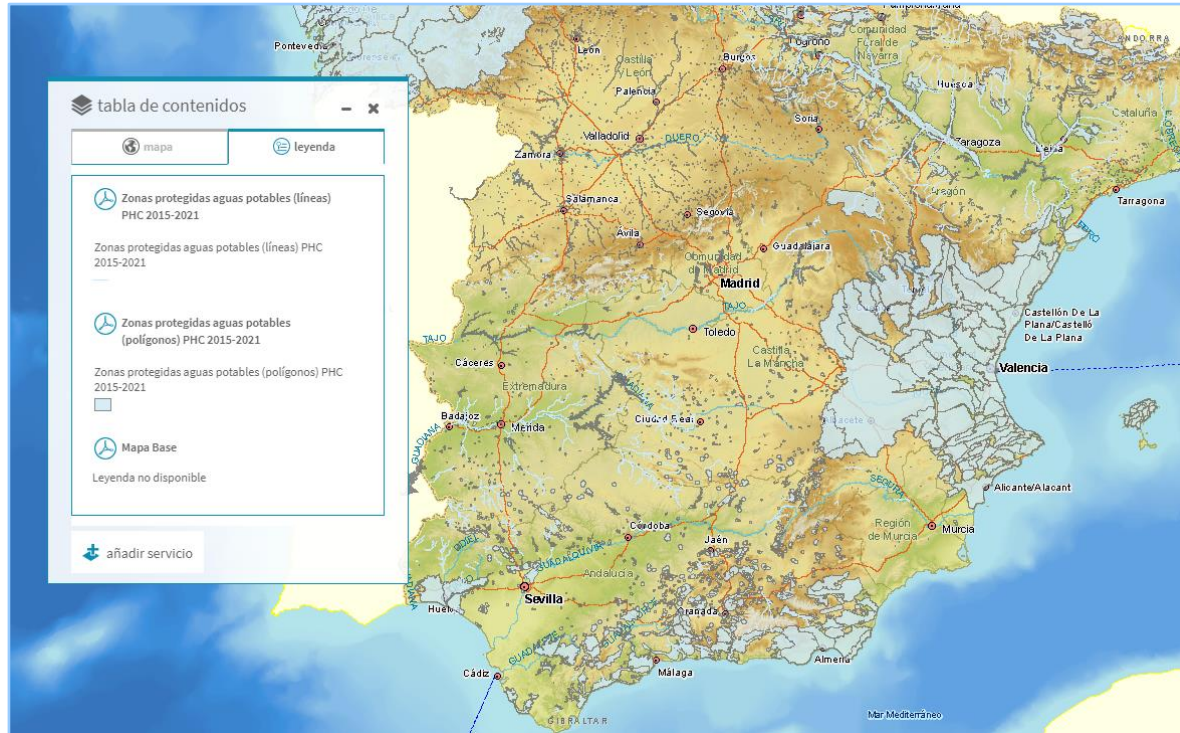 tabla de contenidos
mapa
leyenda
Zonas protegidas aguas potables (líneas)
PHC 2015-2021
Zonas protegidas aguas potables (líneas) PHC
2015-2021
Zonas protegidas aguas potables
(polígonos) PHC 2015-2021
Zonas protegidas aguas potables (polígonos) PHC
2015-2021
Mapa Base
Leyenda no disponible
añadir servicio
Pontevedra
León
Castilla
y León
Burgos
Logroño
Comunidad
Foral de
Navarra
ANDORRA
Palencia
Huesca
Cataluña
Valladolid
DUERO
Soria
Zaragoza
Zamora
Aragón
Tarragona
EBRO
Salamanca
Segovia
Ávila
Guadalajara
Comunidad
de Madrid
Madrid
TAJO
TAJO
Toledo
Castellón De La
Plana/Castelló
De La Plana
Cáceres
Castilla
La Mancha
Valencia
Extremadura
Badajoz
Mérida
GUADIANA
Ciudad Real
Albacete
Alicante/Alacant
SEGURA
Región
de Murcia
Murcia
Córdoba
Jaén
GUADALQUIVIR
Andalucía
Sevilla
Granada
Almería
Málaga
Cádiz
GIBRALTAR
Mar Mediterráneo